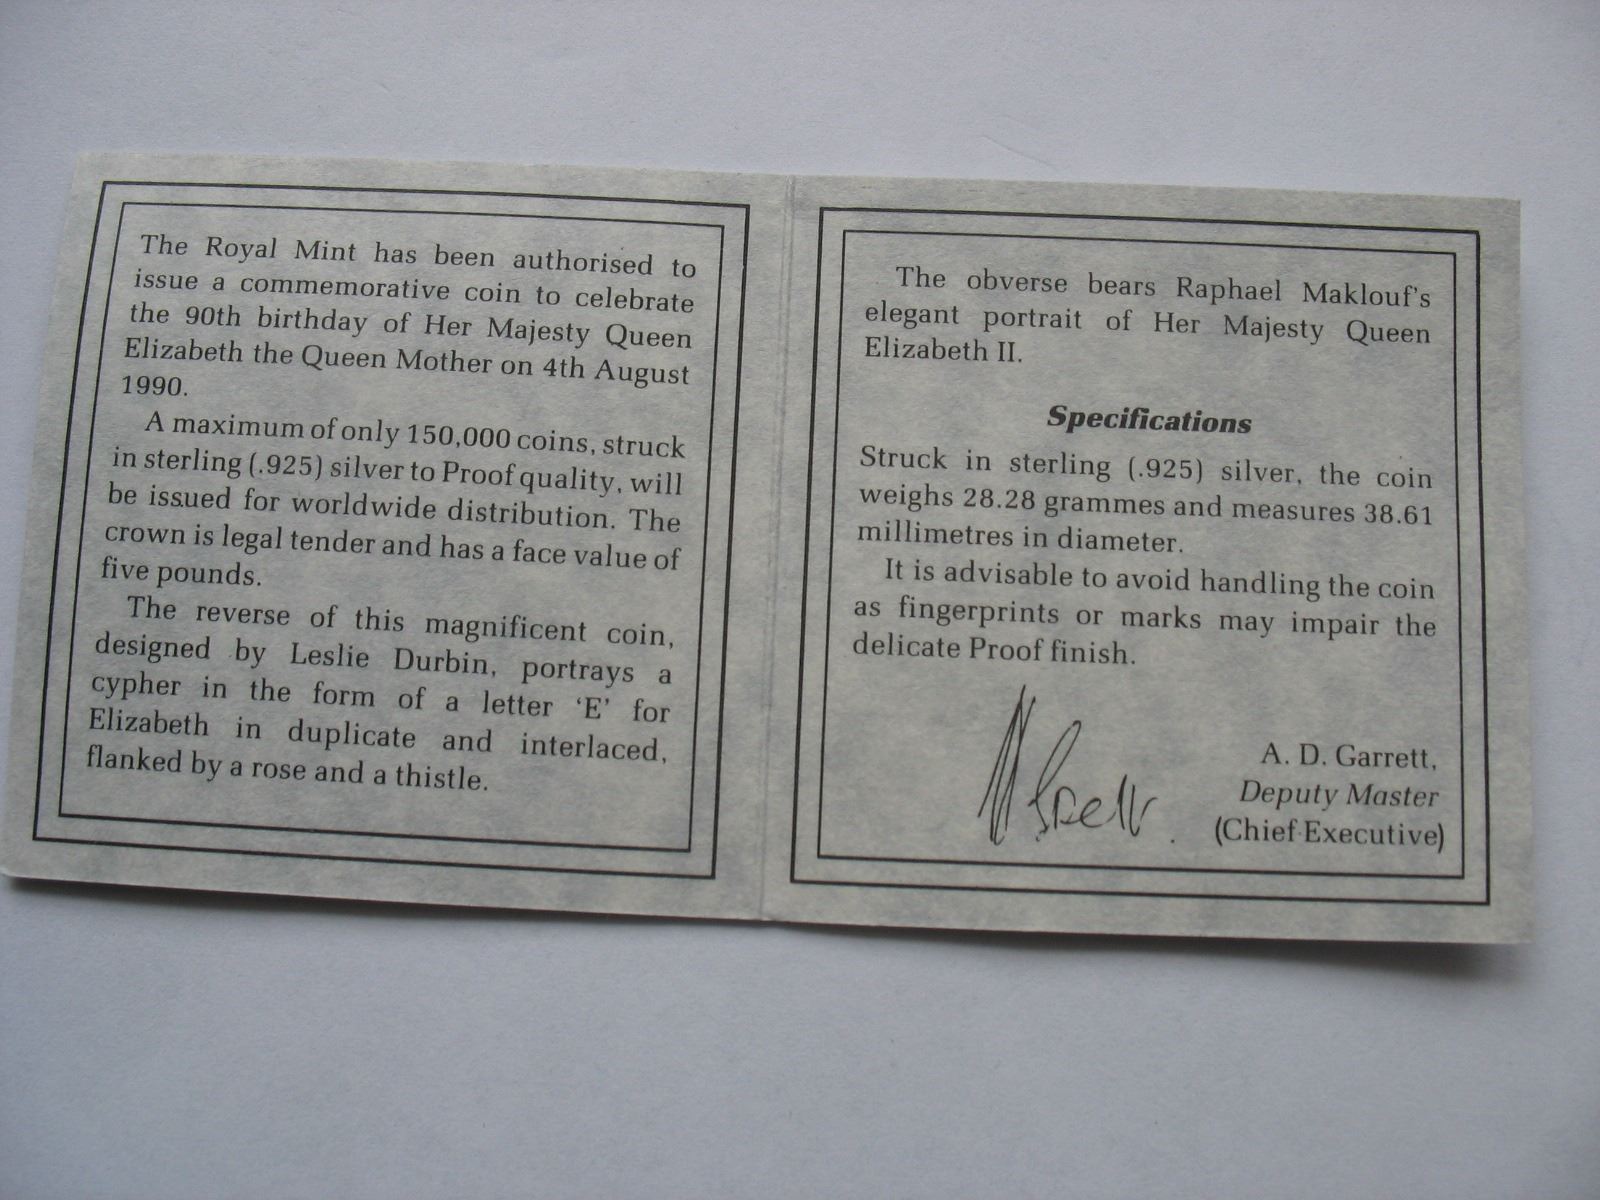 The Royal Mint has been authorised to
issue a commemorative coin to celebrate
the 90th birthday of Her Majesty Queen
Elizabeth the Queen Mother on 4th August
1990.
A maximum of only 150,000 coins, struck
in sterling (.925) silver to Proof quality, will
be issued for worldwide distribution. The
crown is legal tender and has a face value of
five pounds.
The reverse of this magnificent coin,
designed by Leslie Durbin, portrays a
cypher in the form of a letter ‘E’ for
Elizabeth in duplicate and interlaced,
flanked by a rose and a thistle.
The obverse bears Raphael Maklouf's
elegant portrait of Her Majesty Queen
Elizabeth II.
Specifications
Struck in sterling (.925) silver, the coin
weighs 28.28 grammes and measures 38.61
millimetres in diameter.
It is advisable to avoid handling the coin
as fingerprints or marks may impair the
delicate Proof finish.
A. D. Garrett,
Deputy Master
(Chief Executive)